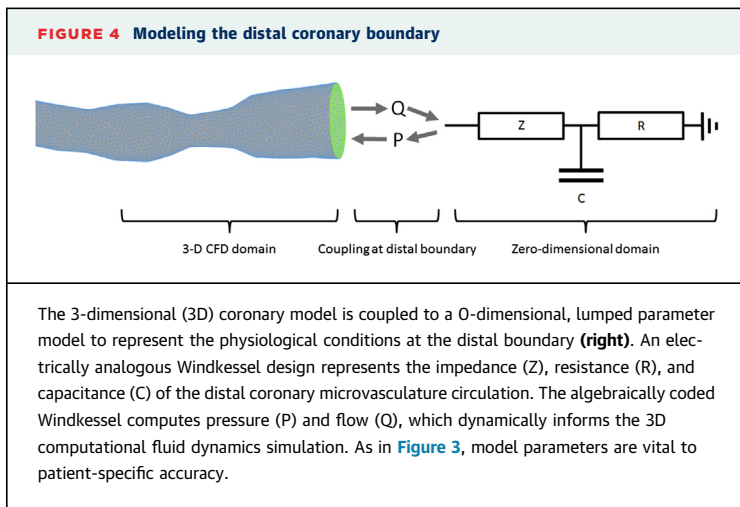 FIGURE 4 Modeling the distal coronary boundary
Q
P
Z
R
C
3-D CFD domain
Coupling at distal boundary
Zero-dimensional domain
The 3-dimensional (3D) coronary model is coupled to a 0-dimensional, lumped parameter
model to represent the physiological conditions at the distal boundary (right). An elec-
trically analogous Windkessel design represents the impedance (Z), resistance (R), and
capacitance (C) of the distal coronary microvasculature circulation. The algebraically coded
Windkessel computes pressure (P) and flow (Q), which dynamically informs the 3D
computational fluid dynamics simulation. As in Figure 3, model parameters are vital to
patient-specific accuracy.